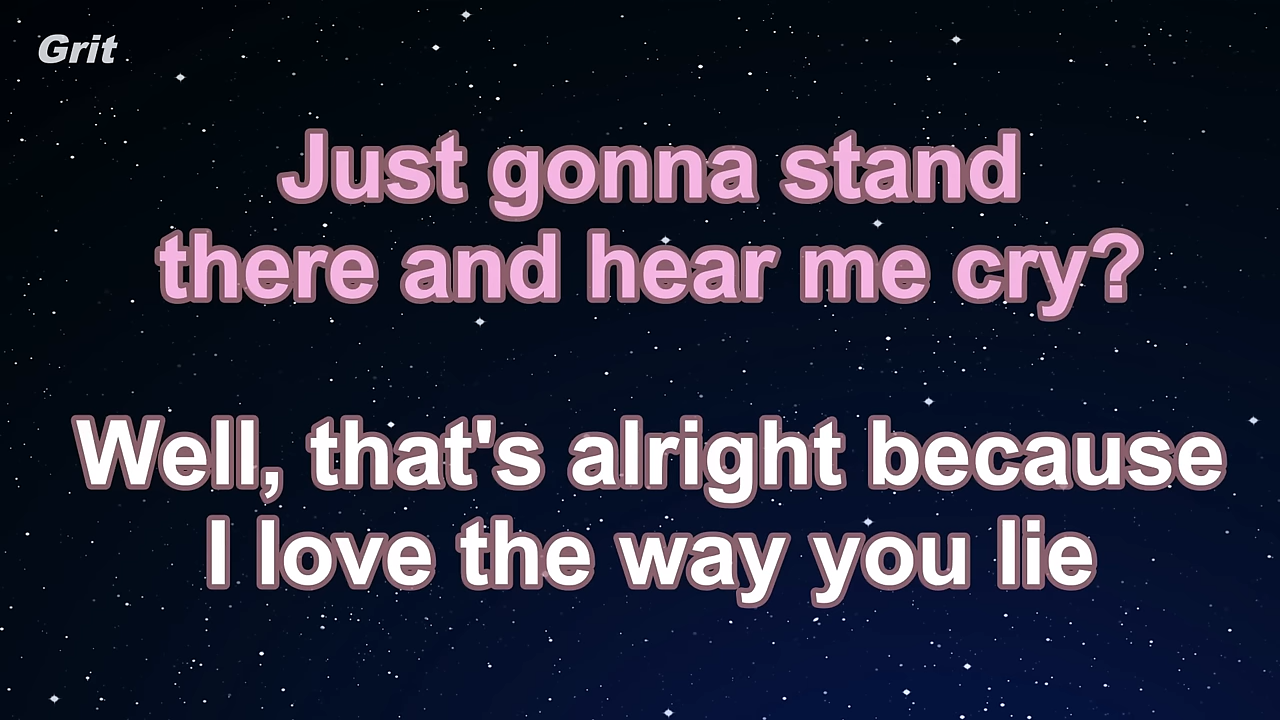 Grit
Just gonna stand
there and hear me cry?
Well, that's alright because
I love the way you lie